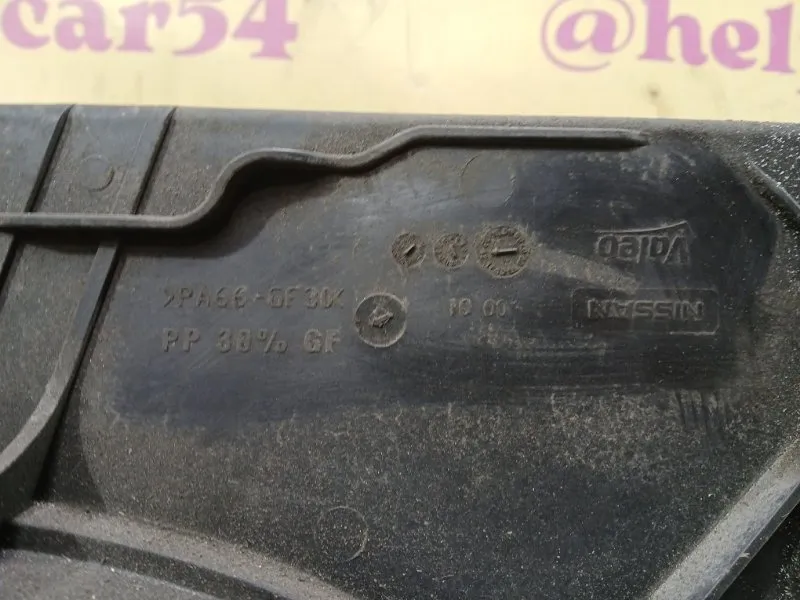 car54
@hel
Valeo
>PA66-GF30<
NISSAN
PP 30% GF